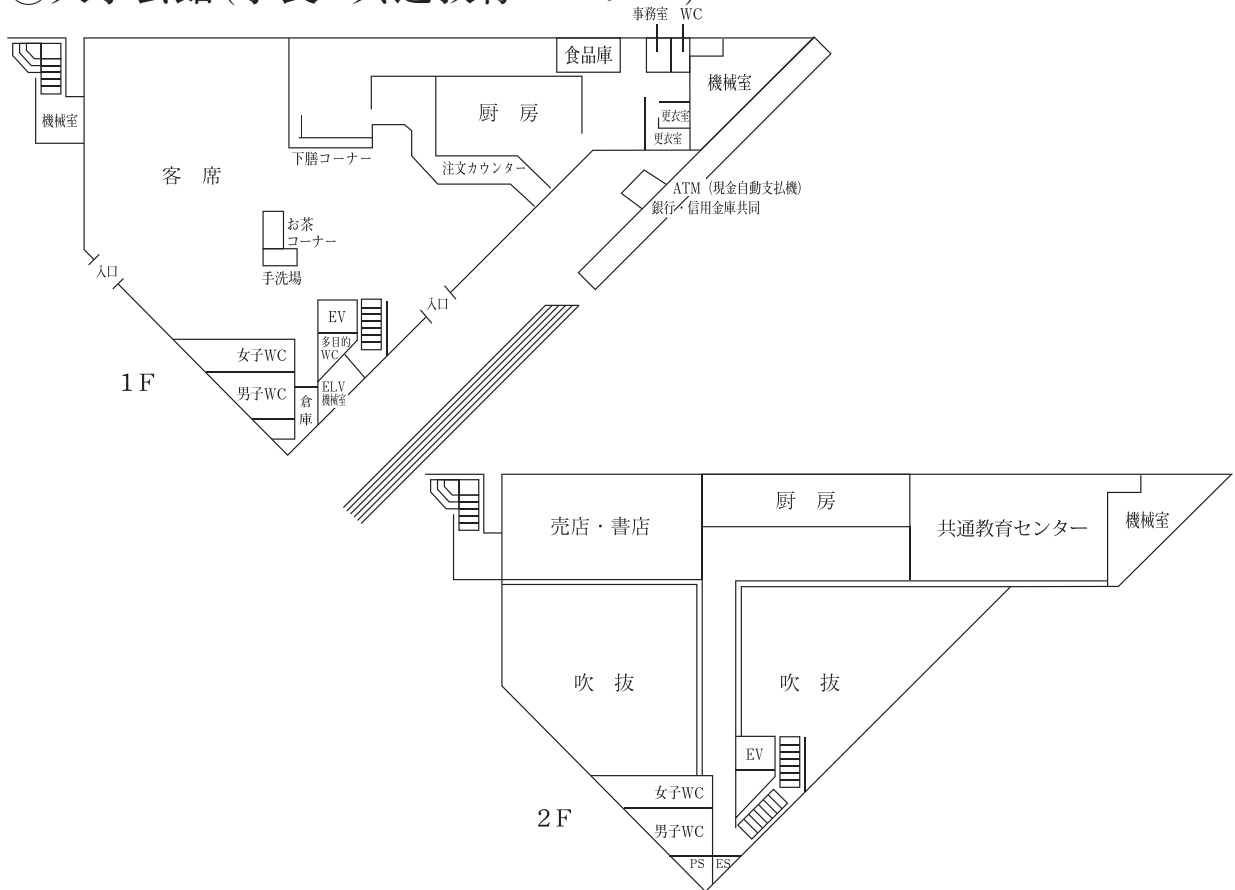 事務室 WC
食品庫
機械室
厨 房
機械室
更衣室
更衣室
下膳コーナー
注文カウンター
客 席
ATM（現金自動支払機）
銀行・信用金庫共同
お茶
コーナー
手洗場
入口
入口
EV
多目的
WC
女子WC
男子WC
ELV
機械室
倉
庫
1F
売店・書店
厨 房
共通教育センター
機械室
吹 抜
吹 抜
EV
女子WC
男子WC
PS
ES
2F